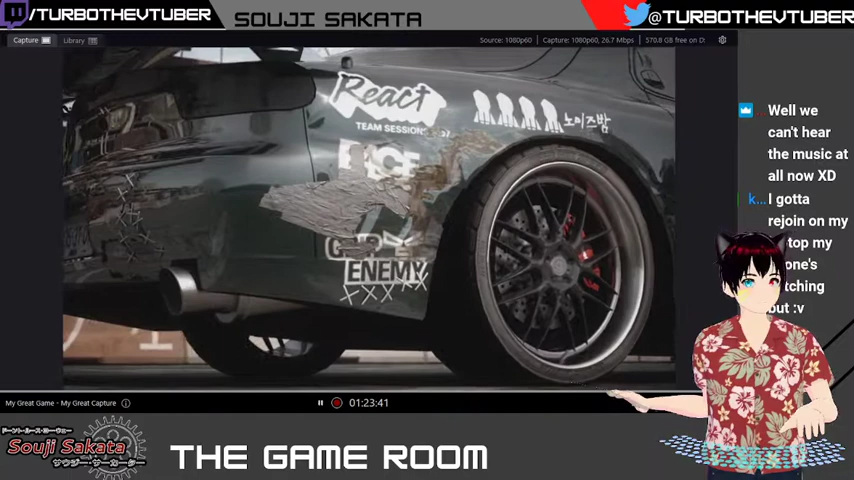 /TURBOTHEVTUBER
SOUJI SAKATA
@TURBOTHEVTUBER
Capture
Library
Source: 1080p60
Capture: 1080p60, 26.7 Mbps
570.8 GB free on D:
React
TEAM SESSIONS
노미즈밤
ENEMY
XXXX
Well we
can't hear
the music at
all now XD
k...
I gotta
rejoin on my
top my
one's
tching
but :v
My Great Game - My Great Capture
01:23:41
Souji Sakata
THE GAME ROOM